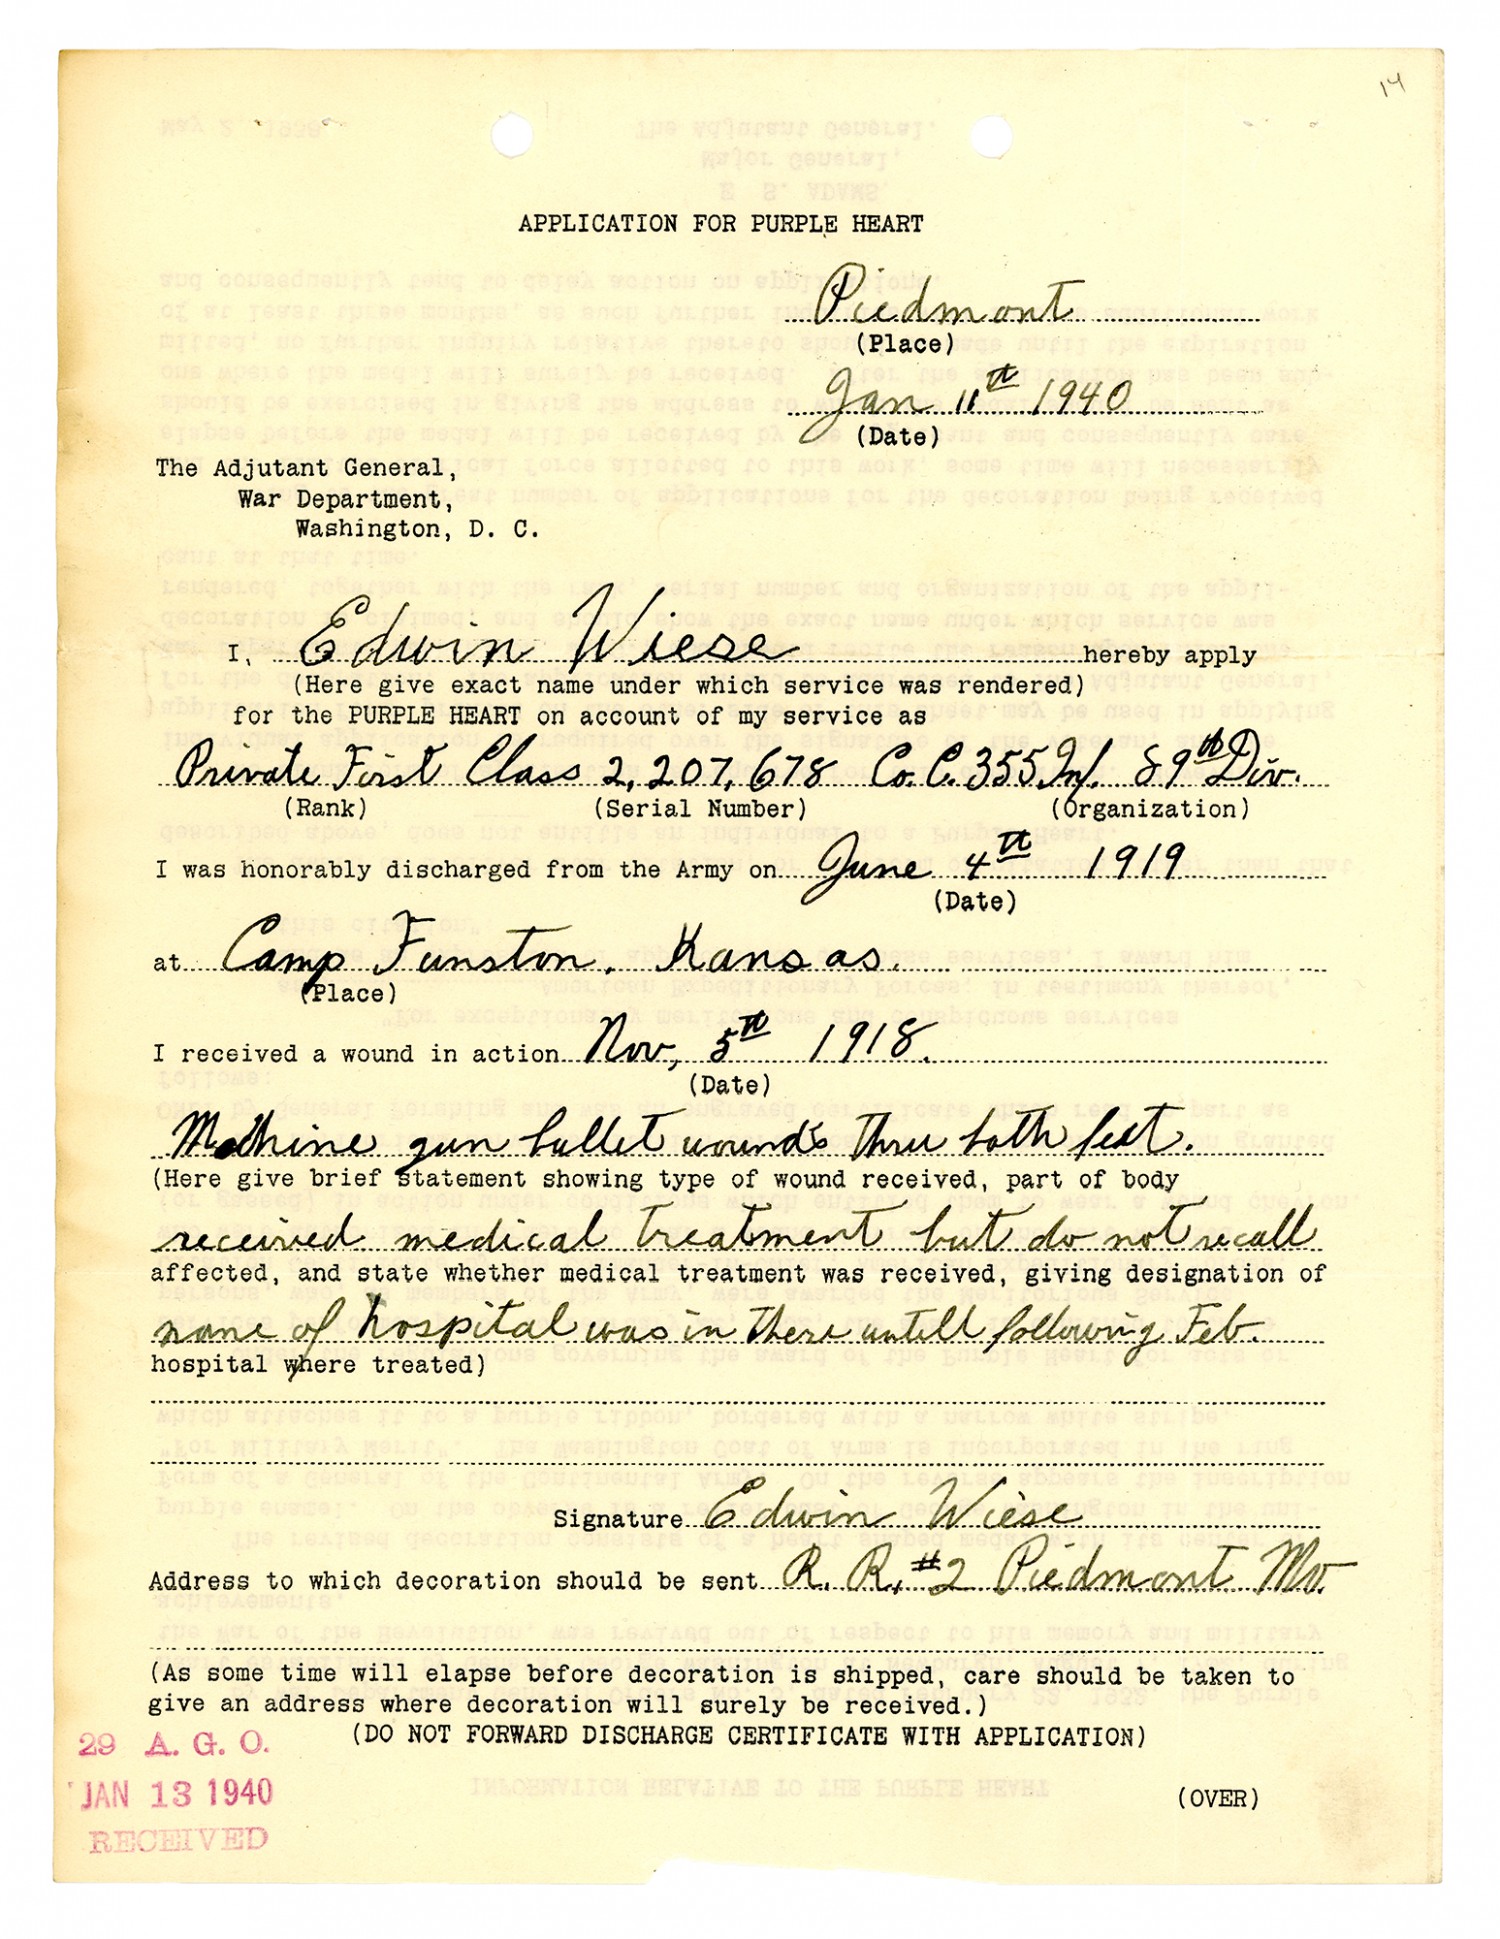 14
APPLICATION FOR PURPLE HEART
Piedmont
(Place)
Jan 11th 1940
(Date)
The Adjutant General,
War Department,
Washington, D. C.
I, Edwin Wiese hereby apply
(Here give exact name under which service was rendered)
for the PURPLE HEART on account of my service as
Private First Class 2,207,678 Co. C. 355 Inf. 89th Div.
(Rank) (Serial Number) (Organization)
I was honorably discharged from the Army on June 4th 1919
(Date)
at Camp Funston. Kansas.
(Place)
I received a wound in action Nov, 5th 1918.
(Date)
Machine gun bullet wounds thru both feet.
(Here give brief statement showing type of wound received, part of body
received medical treatment but do not recall
affected, and state whether medical treatment was received, giving designation of
name of hospital was in there untill following Feb.
hospital where treated)
Signature Edwin Wiese
Address to which decoration should be sent R. R. #2 Piedmont Mo.
(As some time will elapse before decoration is shipped, care should be taken to
give an address where decoration will surely be received.)
(DO NOT FORWARD DISCHARGE CERTIFICATE WITH APPLICATION)
29 A. G. O.
JAN 13 1940
RECEIVED
(OVER)